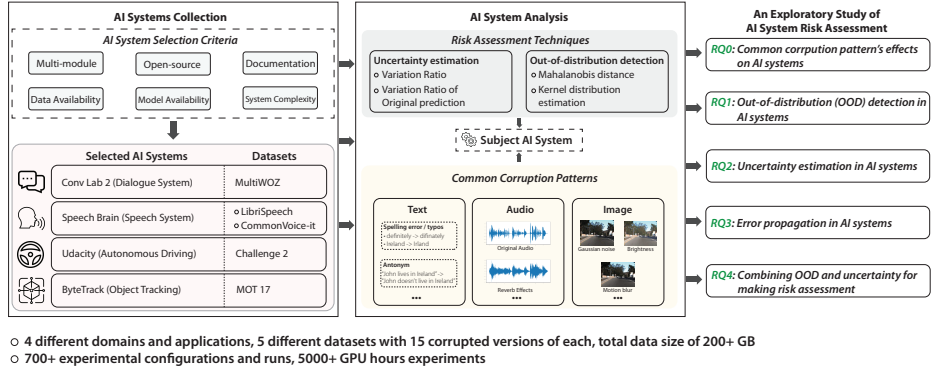 AI Systems Collection
AI System Selection Criteria
Multi-module
Open-source
Documentation
Data Availability
Model Availability
System Complexity
Selected AI Systems
Datasets
Conv Lab 2 (Dialogue System)
MultiWOZ
Speech Brain (Speech System)
LibriSpeech
CommonVoice-it
Udacity (Autonomous Driving)
Challenge 2
ByteTrack (Object Tracking)
MOT 17
AI System Analysis
Risk Assessment Techniques
Uncertainty estimation
Variation Ratio
Variation Ratio of
Original prediction
Out-of-distribution detection
Mahalanobis distance
Kernel distribution
estimation
Subject AI System
Common Corruption Patterns
Text
Spelling error / typos
- definitely -> difinately
- Ireland -> Irland
Antonym
"John lives in Ireland" ->
"John doesn't live in Ireland"
•••
Audio
Original Audio
Reverb Effects
•••
Image
Gaussian noise
Brightness
Motion blur
•••
An Exploratory Study of
AI System Risk Assessment
RQ0: Common corrpution pattern's effects
on AI systems
RQ1: Out-of-distribution (OOD) detection in
AI systems
RQ2: Uncertainty estimation in AI systems
RQ3: Error propagation in AI systems
RQ4: Combining OOD and uncertainty for
making risk assessment
4 different domains and applications, 5 different datasets with 15 corrupted versions of each, total data size of 200+ GB
700+ experimental configurations and runs, 5000+ GPU hours experiments